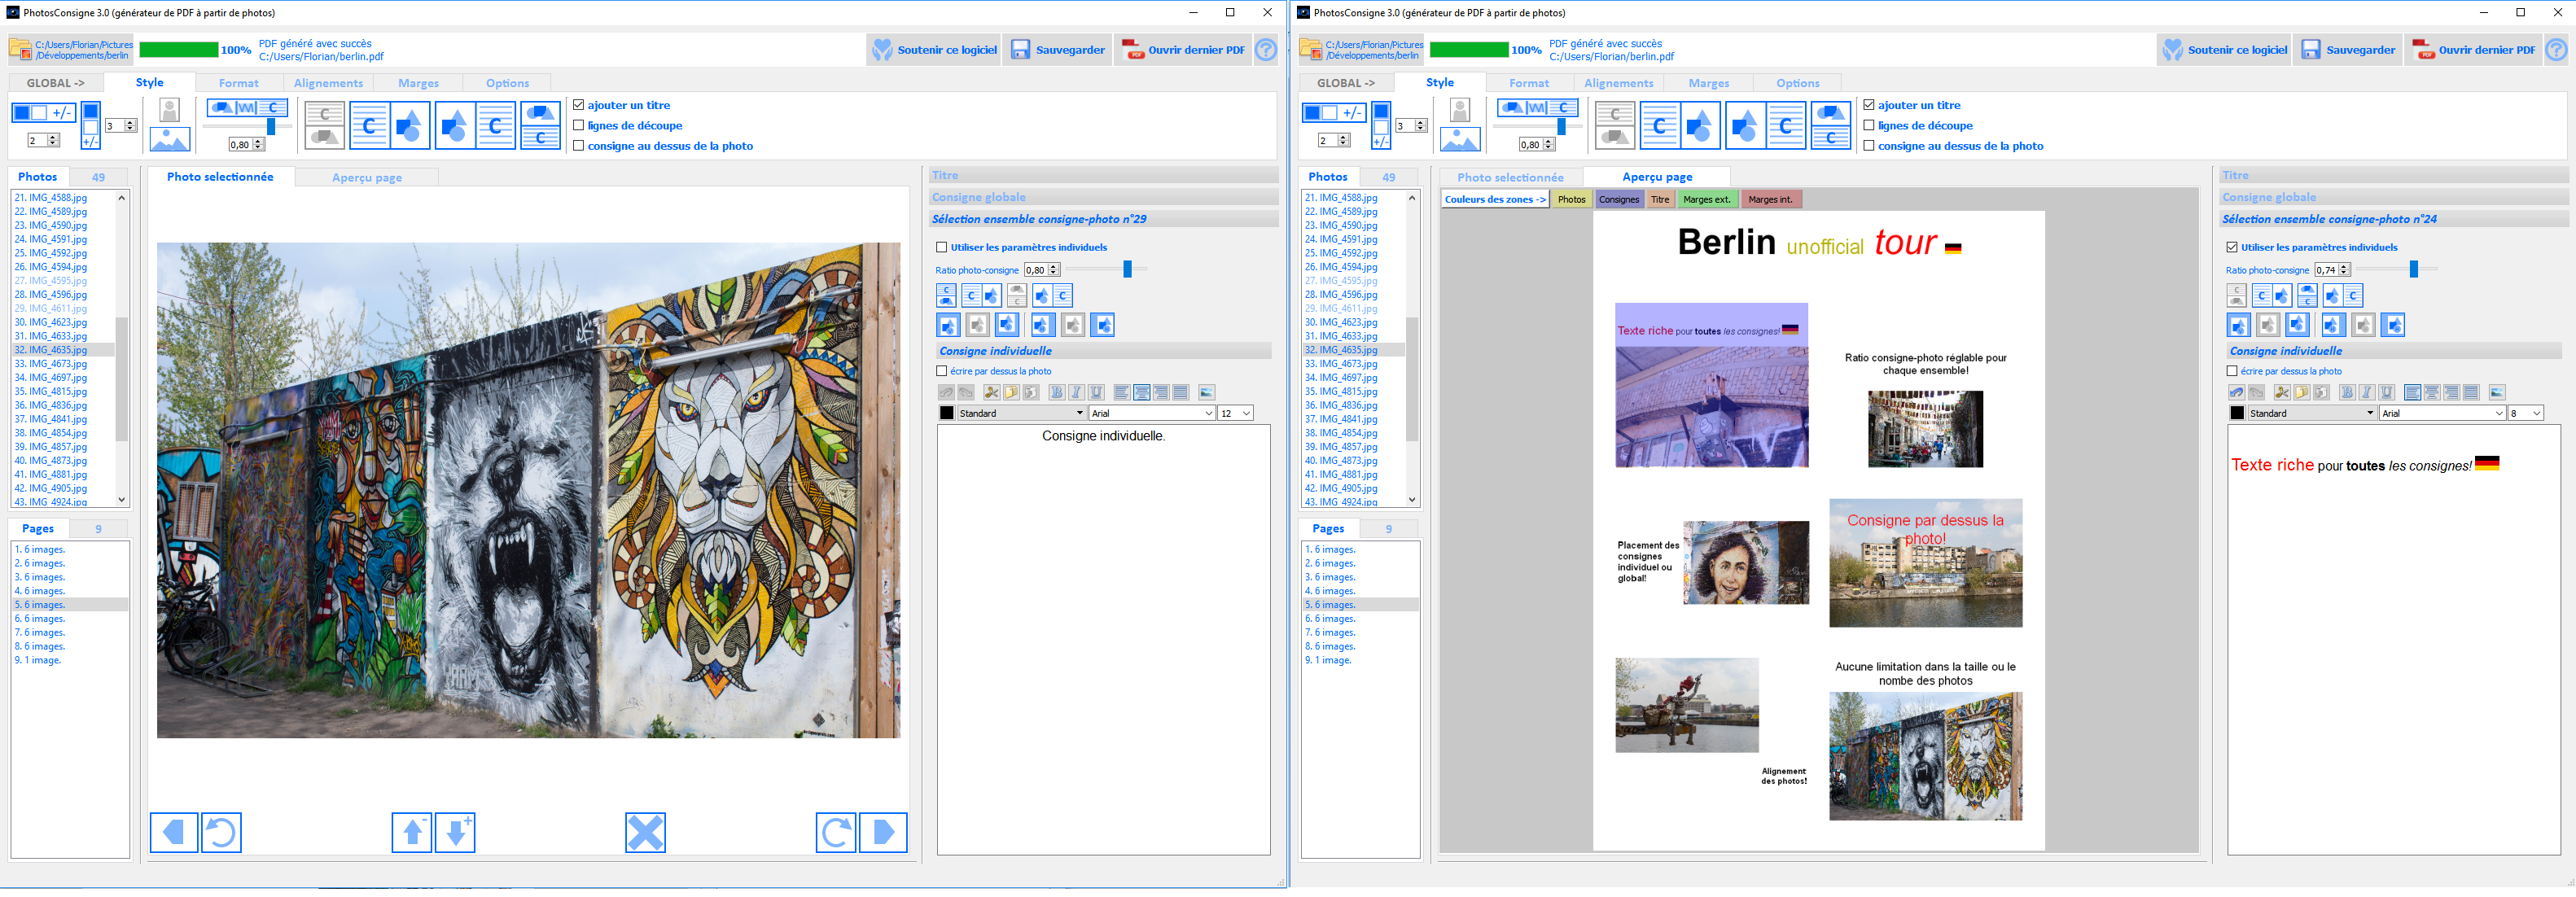 PhotosConsigne 3.0 (générateur de PDF à partir de photos)
C:/Users/Florian/Pictures
/Développements/berlin
100%
PDF généré avec succès
C:/Users/Florian/berlin.pdf
Soutenir ce logiciel
Sauvegarder
Ouvrir dernier PDF
GLOBAL ->
Style
Format
Alignements
Marges
Options
+/-
2
+/-
3
C
0,80
C
C
C
C
ajouter un titre
lignes de découpe
consigne au dessus de la photo
Photos
49
21. IMG_4588.jpg
22. IMG_4589.jpg
23. IMG_4590.jpg
24. IMG_4591.jpg
25. IMG_4592.jpg
26. IMG_4594.jpg
27. IMG_4595.jpg
28. IMG_4596.jpg
29. IMG_4611.jpg
30. IMG_4623.jpg
31. IMG_4633.jpg
32. IMG_4635.jpg
33. IMG_4673.jpg
34. IMG_4697.jpg
35. IMG_4815.jpg
36. IMG_4836.jpg
37. IMG_4841.jpg
38. IMG_4854.jpg
39. IMG_4857.jpg
40. IMG_4873.jpg
41. IMG_4881.jpg
42. IMG_4905.jpg
43. IMG_4924.jpg
Pages
9
1. 6 images.
2. 6 images.
3. 6 images.
4. 6 images.
5. 6 images.
6. 6 images.
7. 6 images.
8. 6 images.
9. 1 image.
Photo selectionnée
Aperçu page
Titre
Consigne globale
Sélection ensemble consigne-photo n°29
Utiliser les paramètres individuels
Ratio photo-consigne
0,80
Consigne individuelle
écrire par dessus la photo
B I U
Standard
Arial
12
Consigne individuelle.
PhotosConsigne 3.0 (générateur de PDF à partir de photos)
C:/Users/Florian/Pictures
/Développements/berlin
100%
PDF généré avec succès
C:/Users/Florian/berlin.pdf
Soutenir ce logiciel
Sauvegarder
Ouvrir dernier PDF
GLOBAL ->
Style
Format
Alignements
Marges
Options
+/-
2
+/-
3
C
0,80
C
C
C
C
ajouter un titre
lignes de découpe
consigne au dessus de la photo
Photos
49
21. IMG_4588.jpg
22. IMG_4589.jpg
23. IMG_4590.jpg
24. IMG_4591.jpg
25. IMG_4592.jpg
26. IMG_4594.jpg
27. IMG_4595.jpg
28. IMG_4596.jpg
29. IMG_4611.jpg
30. IMG_4623.jpg
31. IMG_4633.jpg
32. IMG_4635.jpg
33. IMG_4673.jpg
34. IMG_4697.jpg
35. IMG_4815.jpg
36. IMG_4836.jpg
37. IMG_4841.jpg
38. IMG_4854.jpg
39. IMG_4857.jpg
40. IMG_4873.jpg
41. IMG_4881.jpg
42. IMG_4905.jpg
43. IMG_4924.jpg
Pages
9
1. 6 images.
2. 6 images.
3. 6 images.
4. 6 images.
5. 6 images.
6. 6 images.
7. 6 images.
8. 6 images.
9. 1 image.
Photo selectionnée
Aperçu page
Couleurs des zones ->
Photos
Consignes
Titre
Marges ext.
Marges int.
Berlin unofficial tour
Texte riche pour toutes les consignes!
Ratio consigne-photo réglable pour
chaque ensemble!
Placement des
consignes
individuel ou
global!
Consigne par dessus la
photo!
Alignement
des photos!
Aucune limitation dans la taille ou le
nombe des photos
Titre
Consigne globale
Sélection ensemble consigne-photo n°24
Utiliser les paramètres individuels
Ratio photo-consigne
0,74
Consigne individuelle
écrire par dessus la photo
B I U
Standard
Arial
8
Texte riche pour toutes les consignes!